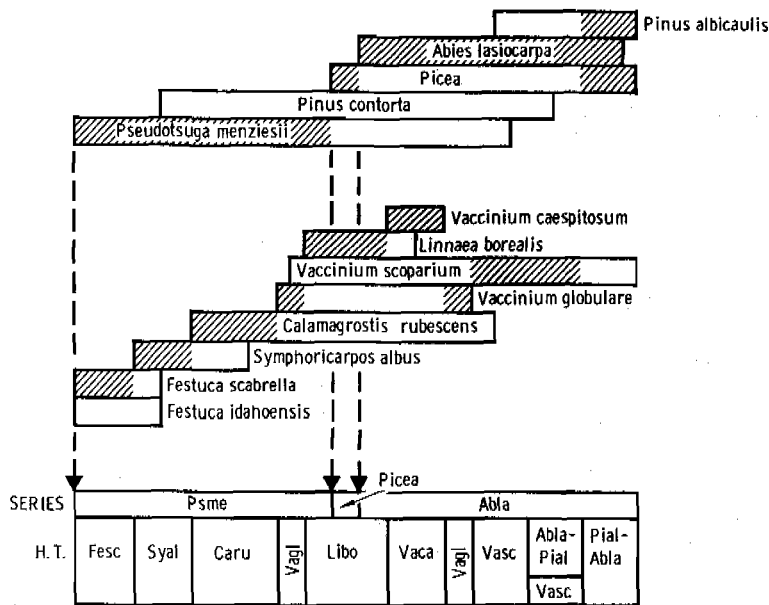 Pinus albicaulis
Abies lasiocarpa
Picea
Pinus contorta
Pseudotsuga menziesii
Vaccinium caespitosum
Linnaea borealis
Vaccinium scoparium
Vaccinium globulare
Calamagrostis rubescens
Symphoricarpos albus
Festuca scabrella
Festuca idahoensis
Picea
SERIES Psme Abla
H.T. Fesc Syal Caru Vagl Libo Vaca Vagl Vasc Abla-Pial Pial-Abla
Vasc